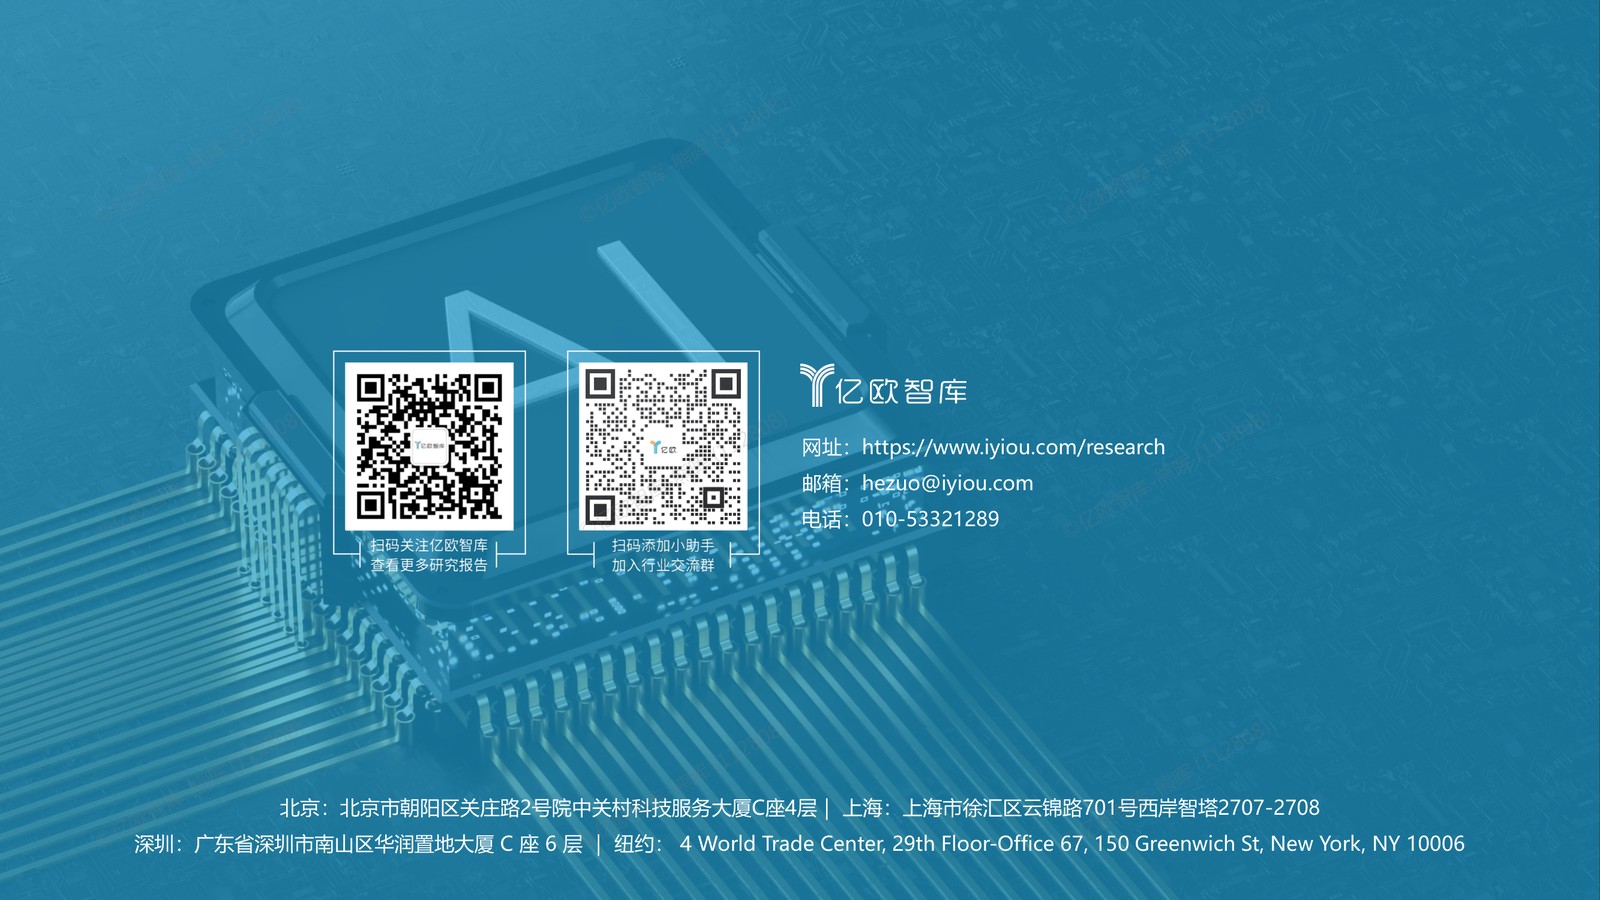 AI
亿欧智库
亿欧
扫码关注亿欧智库
查看更多研究报告
扫码添加小助手
加入行业交流群
亿欧智库
网址：https://www.iyiou.com/research
邮箱：hezuo@iyiou.com
电话：010-53321289
北京：北京市朝阳区关庄路2号院中关村科技服务大厦C座4层 | 上海：上海市徐汇区云锦路701号西岸智塔2707-2708
深圳：广东省深圳市南山区华润置地大厦 C 座 6 层 | 纽约： 4 World Trade Center, 29th Floor-Office 67, 150 Greenwich St, New York, NY 10006